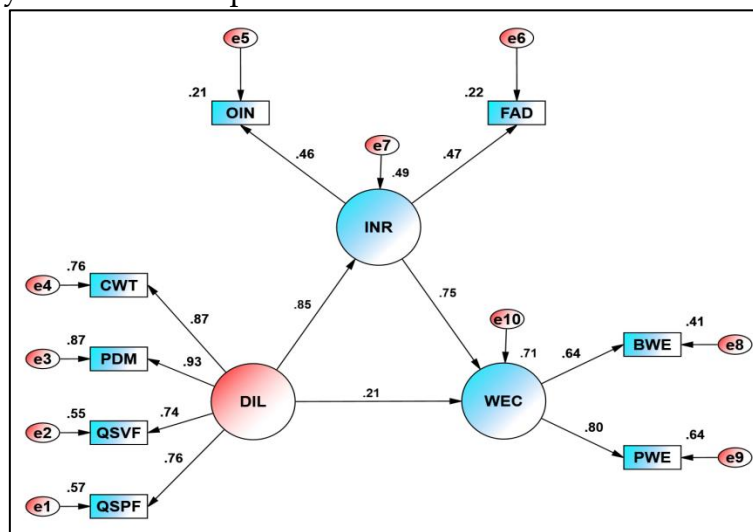 e5
e6
.21
OIN
.22
FAD
e7
.46
.49
.47
INR
.76
e4
CWT
.85
.75
.87
e10
.87
e3
PDM
.93
.71
.64
.41
BWE
e8
DIL
.21
WEC
.55
e2
QSVF
.74
.80
.64
PWE
e9
.76
.57
e1
QSPF